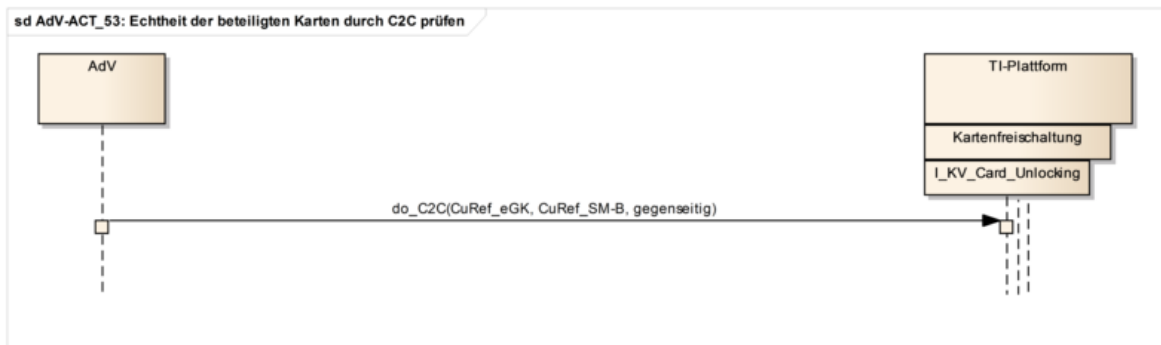 sd AdV-ACT_53: Echtheit der beteiligten Karten durch C2C prüfen
AdV
TI-Plattform
Kartenfreischaltung
I_KV_Card_Unlocking
do_C2C(CuRef_eGK, CuRef_SM-B, gegenseitig)